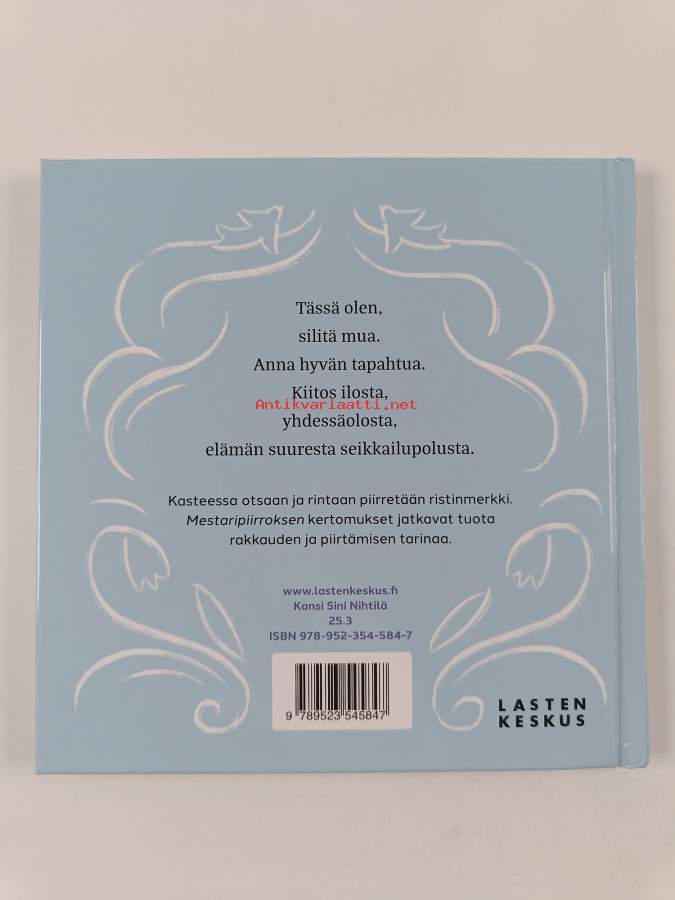 Tässä olen,
silitä mua.
Anna hyvän tapahtua.
Kiitos ilosta,
Antikvariaatti.net
yhdessäolosta,
elämän suuresta seikkailupolusta.
Kasteessa otsaan ja rintaan piirretään ristinmerkki.
Mestaripiirroksen kertomukset jatkavat tuota
rakkauden ja piirtämisen tarinaa.
www.lastenkeskus.fi
Kansi Sini Nihtilä
25.3
ISBN 978-952-354-584-7
9 789523 545847
LASTEN
KESKUS